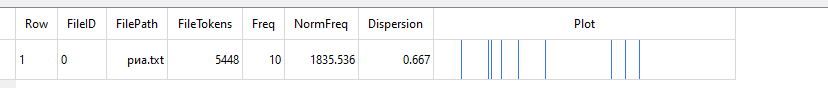 Row FileID FilePath FileTokens Freq NormFreq Dispersion Plot
1 0 риа.txt 5448 10 1835.536 0.667